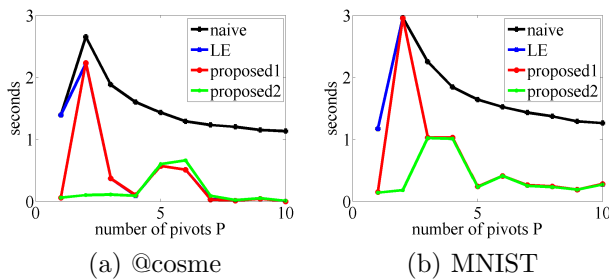 3
2
1
0
seconds
naive
LE
proposed1
proposed2
0
5
10
number of pivots P
(a) @cosme
3
2
1
0
seconds
naive
LE
proposed1
proposed2
0
5
10
number of pivots P
(b) MNIST